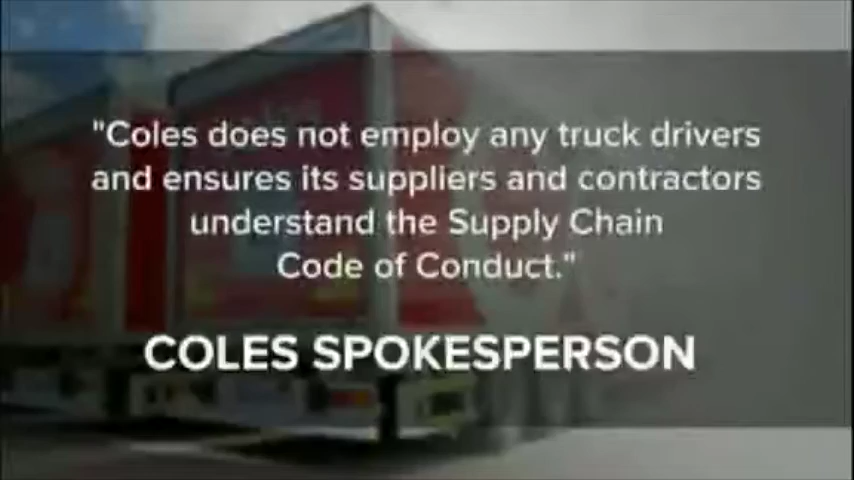 "Coles does not employ any truck drivers
and ensures its suppliers and contractors
understand the Supply Chain
Code of Conduct."
COLES SPOKESPERSON